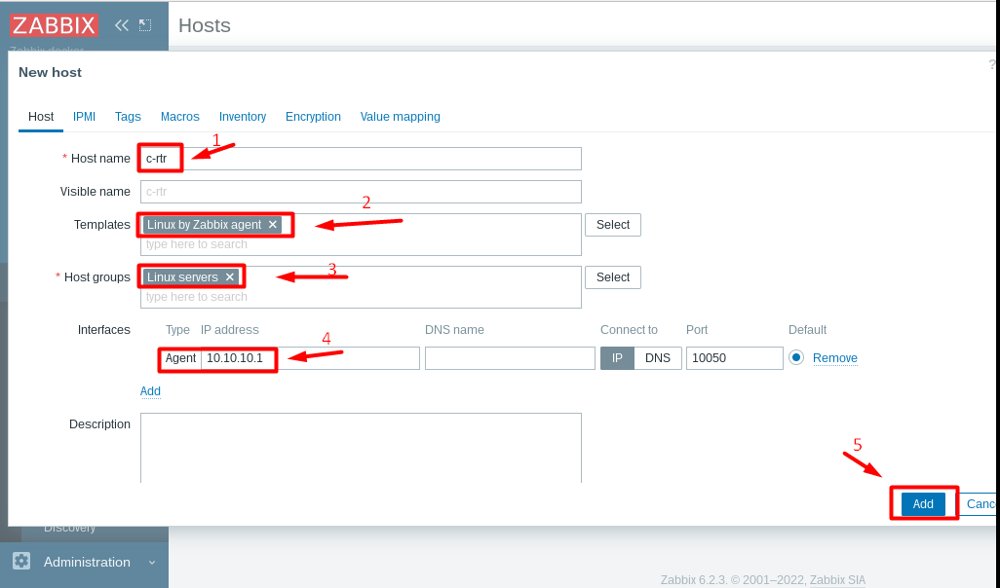 ZABBIX
Hosts
Zabbix docker
New host
?
Host IPMI Tags Macros Inventory Encryption Value mapping
1
* Host name c-rtr
Visible name c-rtr
2
Templates Linux by Zabbix agent × Select
type here to search
3
* Host groups Linux servers × Select
type here to search
Interfaces Type IP address DNS name Connect to Port Default
4
Agent 10.10.10.1 IP DNS 10050 Remove
Add
Description
5
Add Canc
Discovery
Administration
Zabbix 6.2.3. © 2001–2022, Zabbix SIA